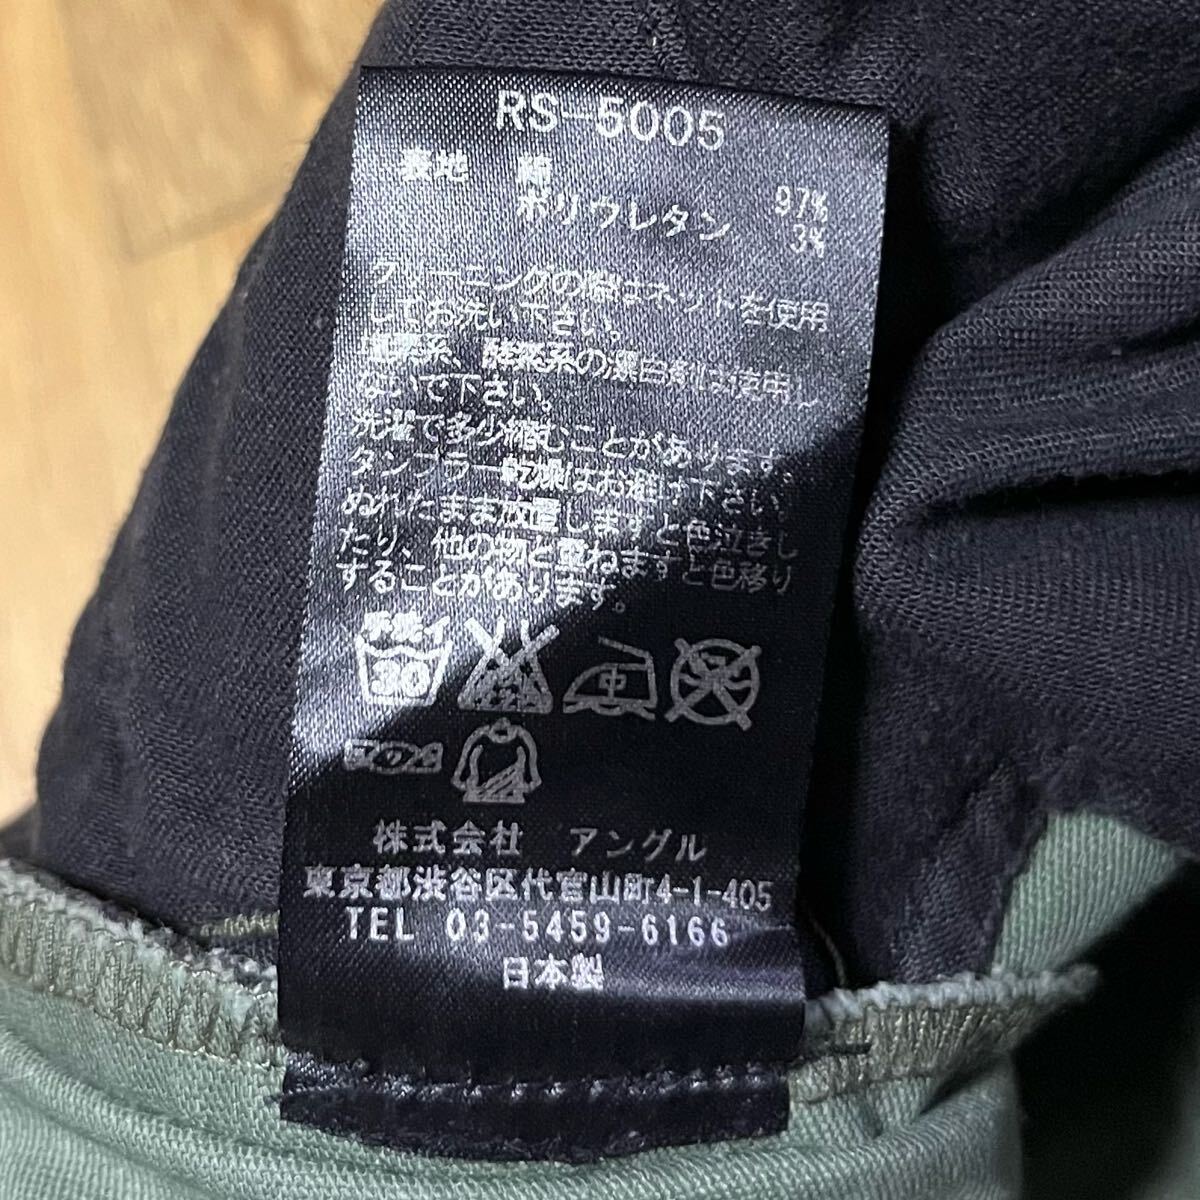 RS-5005
表地 綿 97%
ポリウレタン 3%
クリーニングの際はネットを使用
してお洗い下さい。
塩素系、酵素系の漂白剤は使用し
ないで下さい。
洗濯で多少縮むことがあります。
タンブラー乾燥はお避け下さい。
ぬれたまま放置しますと色泣きし
たり、他の物と重ねますと色移り
することがあります。
手洗イ
30
中
株式会社 アングル
東京都渋谷区代官山町4-1-405
TEL 03-5459-6166
日本製